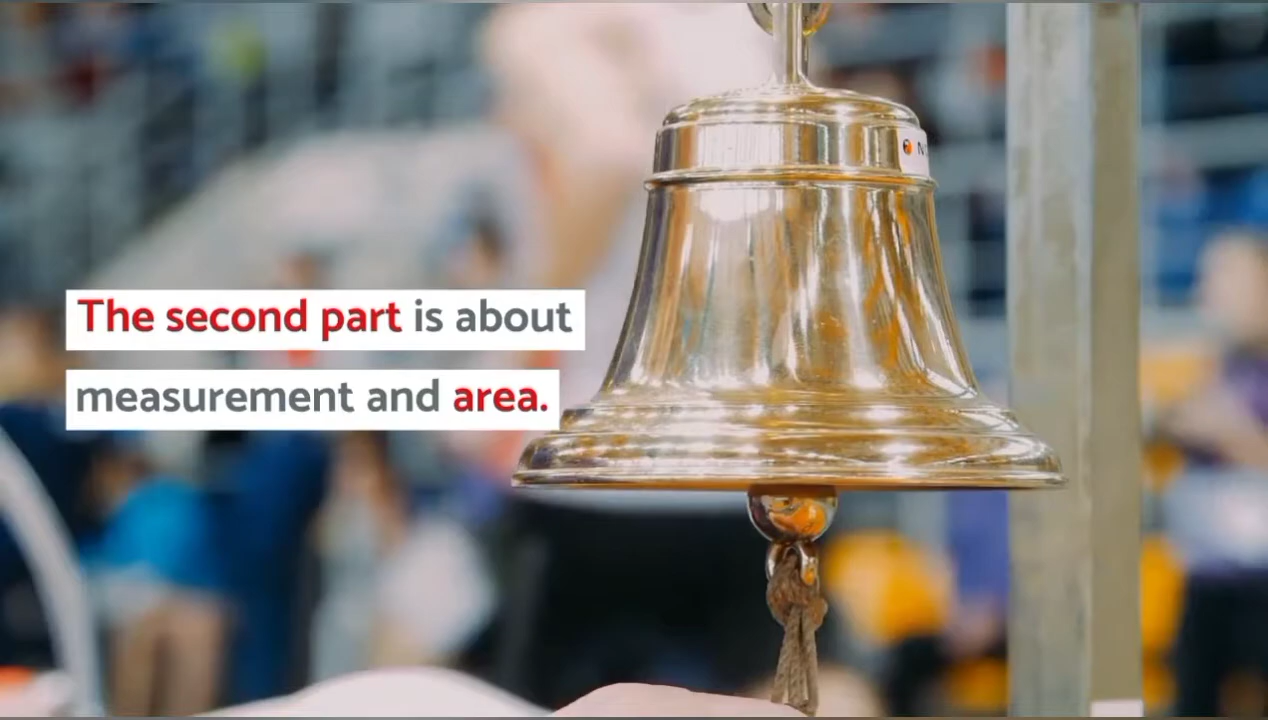 The second part is about
measurement and area.